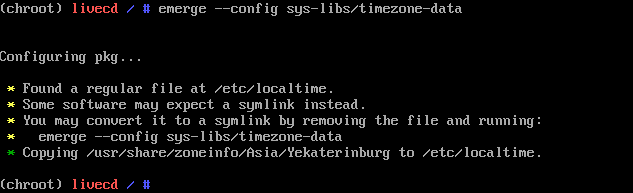 (chroot) livecd / # emerge --config sys-libs/timezone-data
Configuring pkg...
* Found a regular file at /etc/localtime.
* Some software may expect a symlink instead.
* You may convert it to a symlink by removing the file and running:
*   emerge --config sys-libs/timezone-data
* Copying /usr/share/zoneinfo/Asia/Yekaterinburg to /etc/localtime.
(chroot) livecd / #